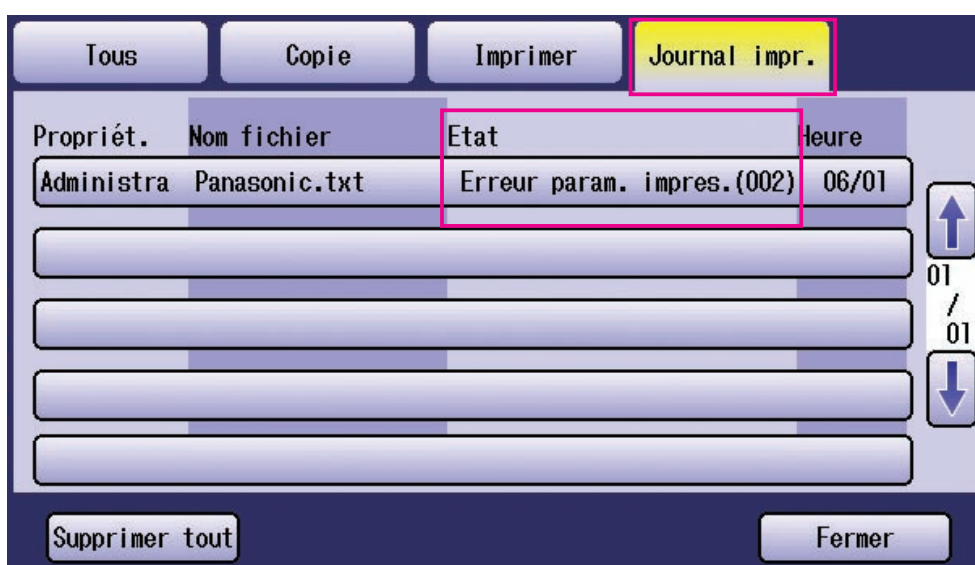 Tous Copie Imprimer Journal impr.
Propriét. Nom fichier Etat Heure
Administra Panasonic.txt Erreur param. impres.(002) 06/01
01
/
01
Supprimer tout Fermer